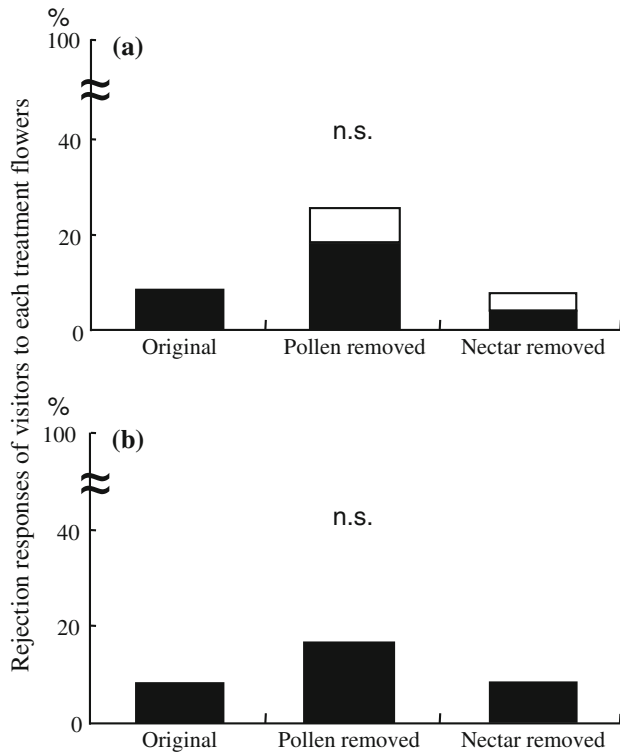 Rejection responses of visitors to each treatment flowers
%
100
(a)
40
n.s.
20
0
Original Pollen removed Nectar removed
%
100
(b)
40
n.s.
20
0
Original Pollen removed Nectar removed